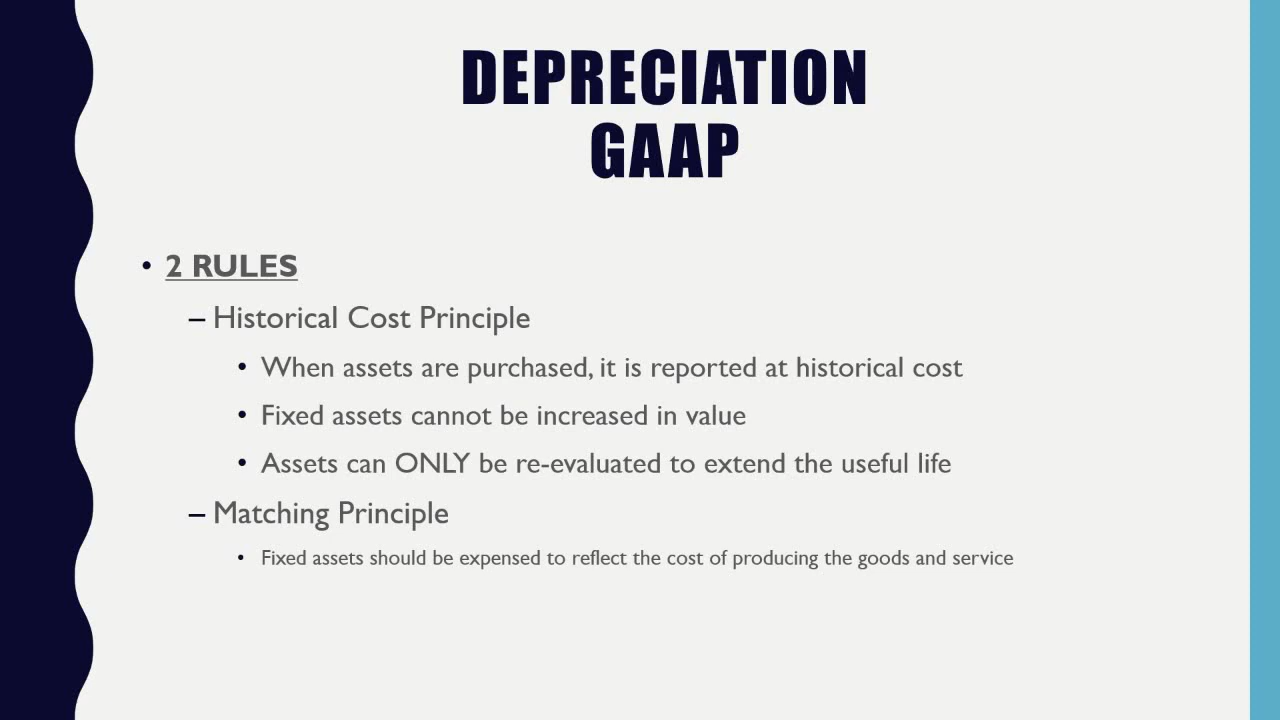 DEPRECIATION
GAAP
• 2 RULES
– Historical Cost Principle
• When assets are purchased, it is reported at historical cost
• Fixed assets cannot be increased in value
• Assets can ONLY be re-evaluated to extend the useful life
– Matching Principle
• Fixed assets should be expensed to reflect the cost of producing the goods and service